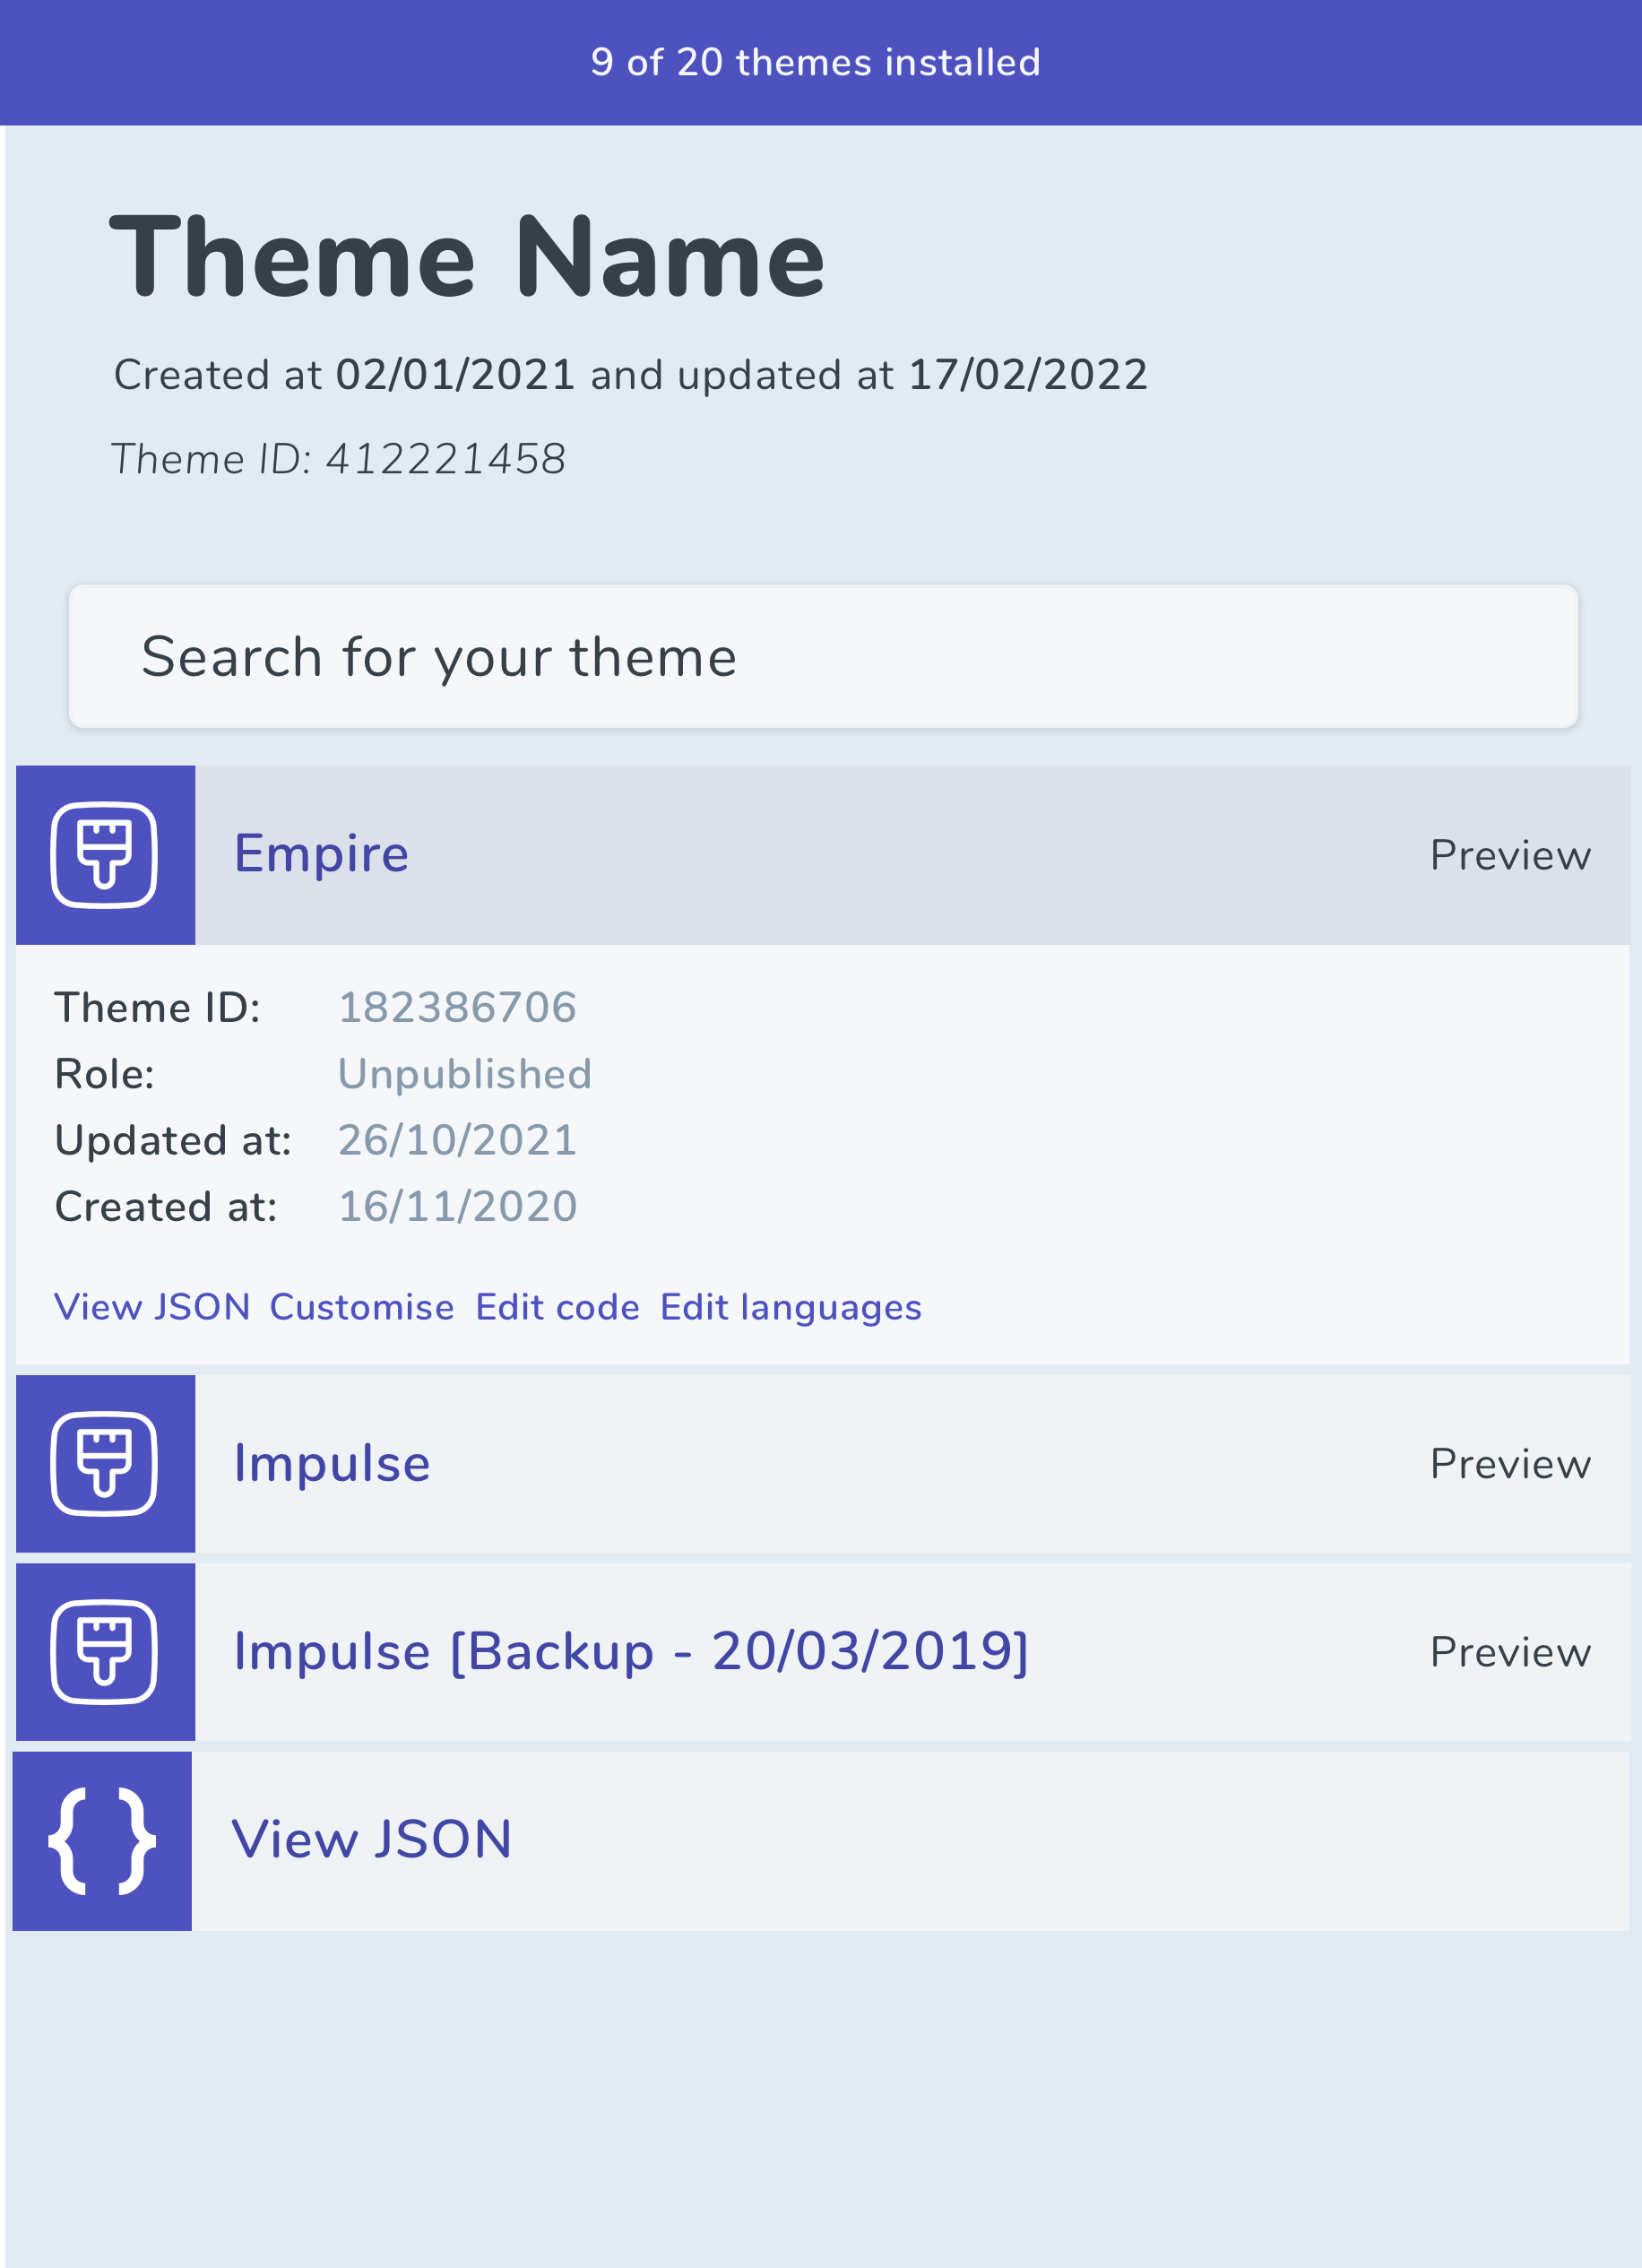 9 of 20 themes installed
Theme Name
Created at 02/01/2021 and updated at 17/02/2022
Theme ID: 412221458
Search for your theme
Empire Preview
Theme ID: 182386706
Role: Unpublished
Updated at: 26/10/2021
Created at: 16/11/2020
View JSON Customise Edit code Edit languages
Impulse Preview
Impulse [Backup - 20/03/2019] Preview
View JSON